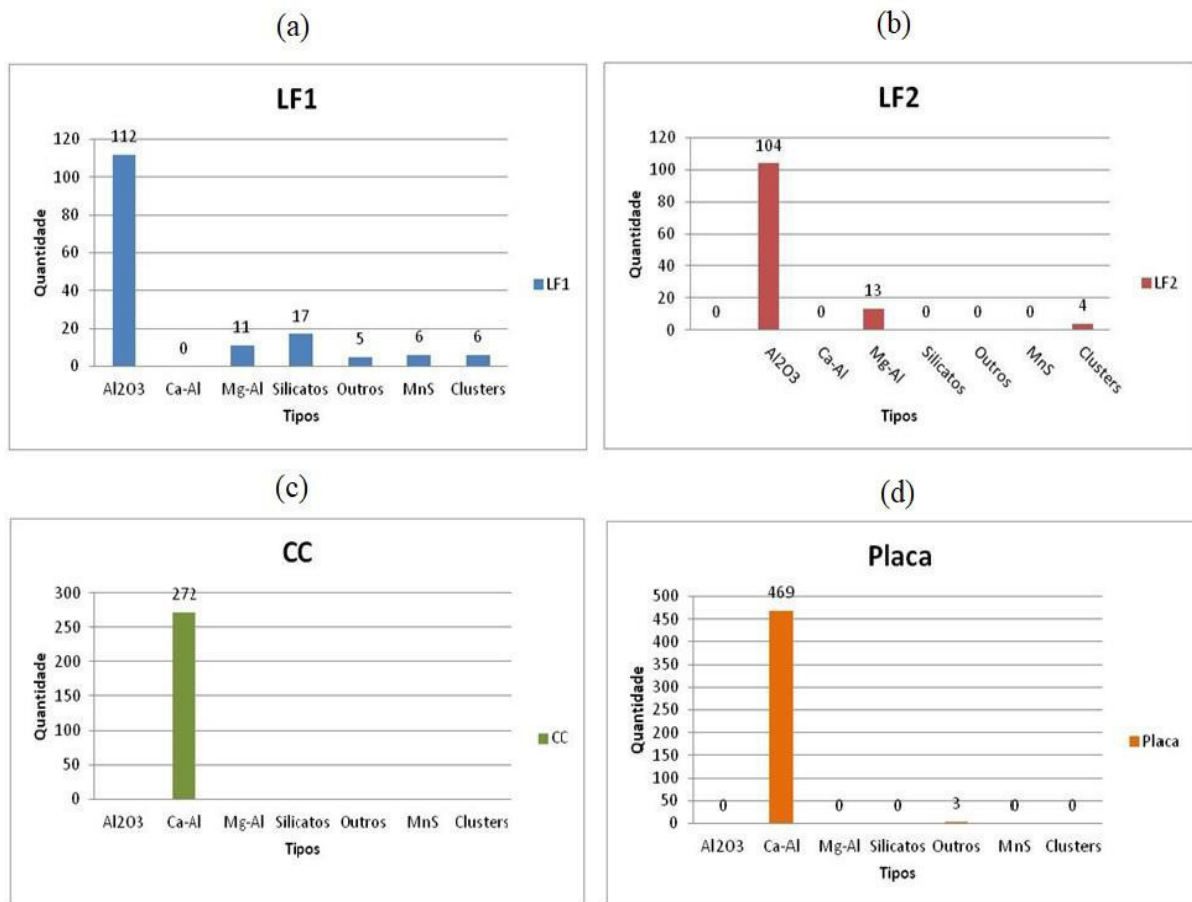 (a)
LF1
120
100
80
60
40
20
0
Quantidade
112
0
11
17
5
6
6
Al2O3 Ca-Al Mg-Al Silicatos Outros MnS Clusters
Tipos
LF1
(b)
LF2
120
100
80
60
40
20
0
Quantidade
0
104
0
13
0
0
0
4
Al2O3 Ca-Al Mg-Al Silicatos Outros MnS Clusters
Tipos
LF2
(c)
CC
300
250
200
150
100
50
0
Quantidade
272
Al2O3 Ca-Al Mg-Al Silicatos Outros MnS Clusters
Tipos
CC
(d)
Placa
500
450
400
350
300
250
200
150
100
50
0
Quantidade
0
469
0
0
3
0
0
Al2O3 Ca-Al Mg-Al Silicatos Outros MnS Clusters
Tipos
Placa